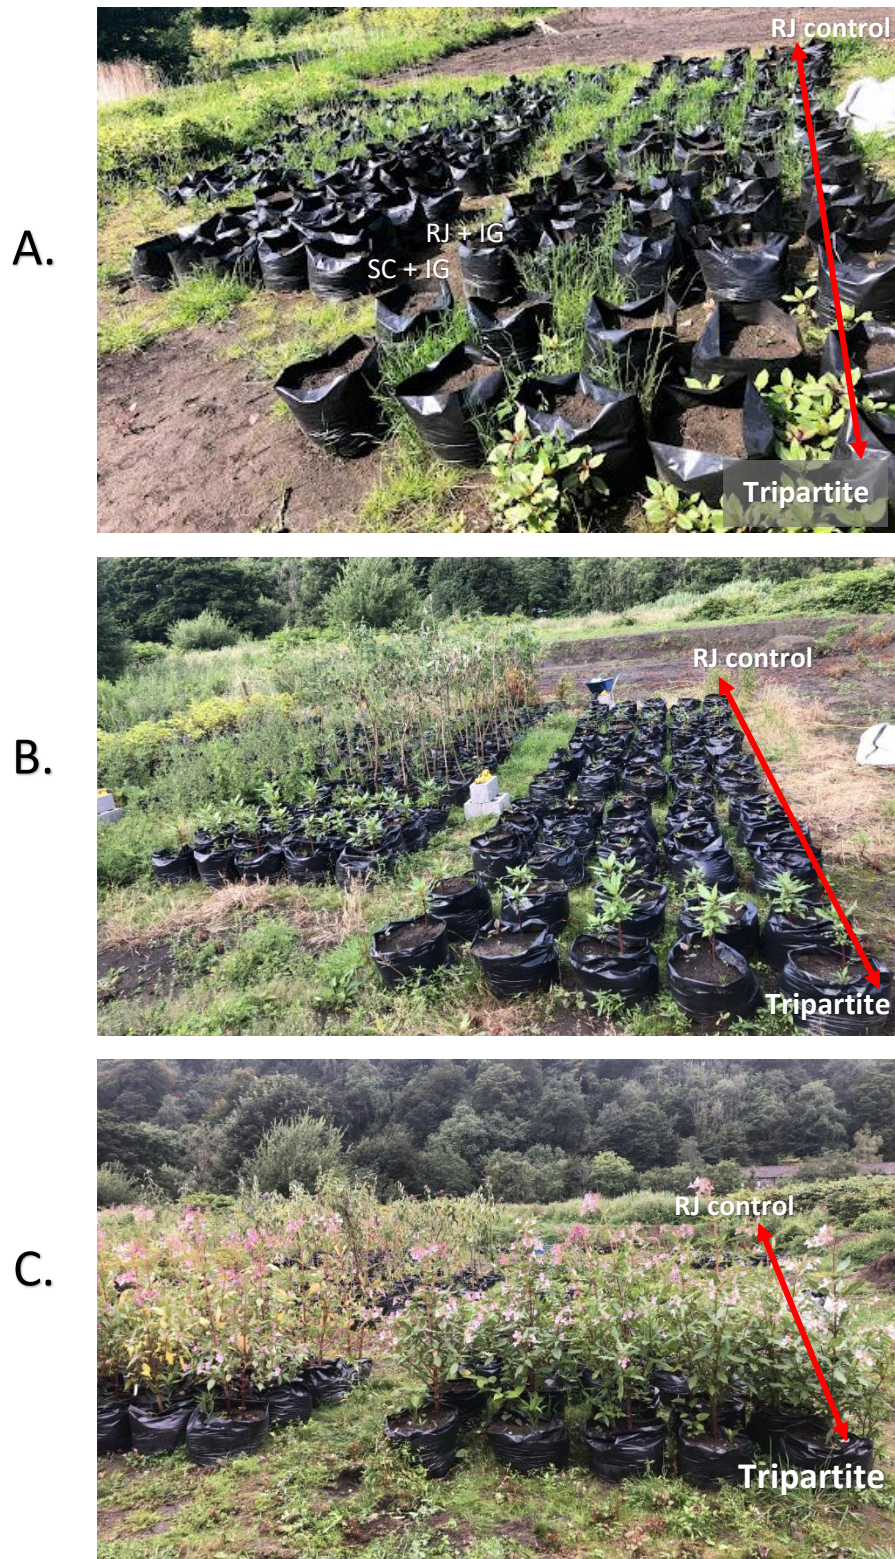 A.
RJ control
RJ + IG
SC + IG
Tripartite
B.
RJ control
Tripartite
C.
RJ control
Tripartite